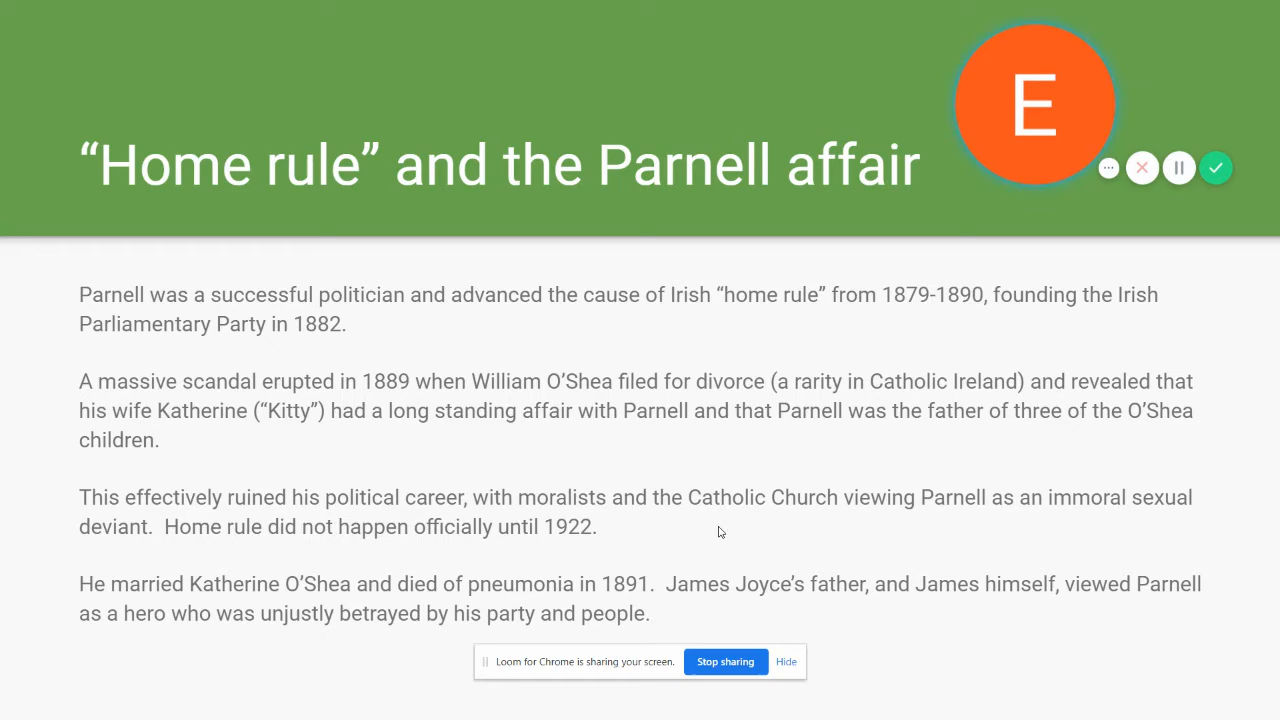 E
“Home rule” and the Parnell affair
Parnell was a successful politician and advanced the cause of Irish “home rule” from 1879-1890, founding the Irish
Parliamentary Party in 1882.
A massive scandal erupted in 1889 when William O’Shea filed for divorce (a rarity in Catholic Ireland) and revealed that
his wife Katherine (“Kitty”) had a long standing affair with Parnell and that Parnell was the father of three of the O’Shea
children.
This effectively ruined his political career, with moralists and the Catholic Church viewing Parnell as an immoral sexual
deviant.  Home rule did not happen officially until 1922.
He married Katherine O’Shea and died of pneumonia in 1891.  James Joyce’s father, and James himself, viewed Parnell
as a hero who was unjustly betrayed by his party and people.
Loom for Chrome is sharing your screen. Stop sharing Hide